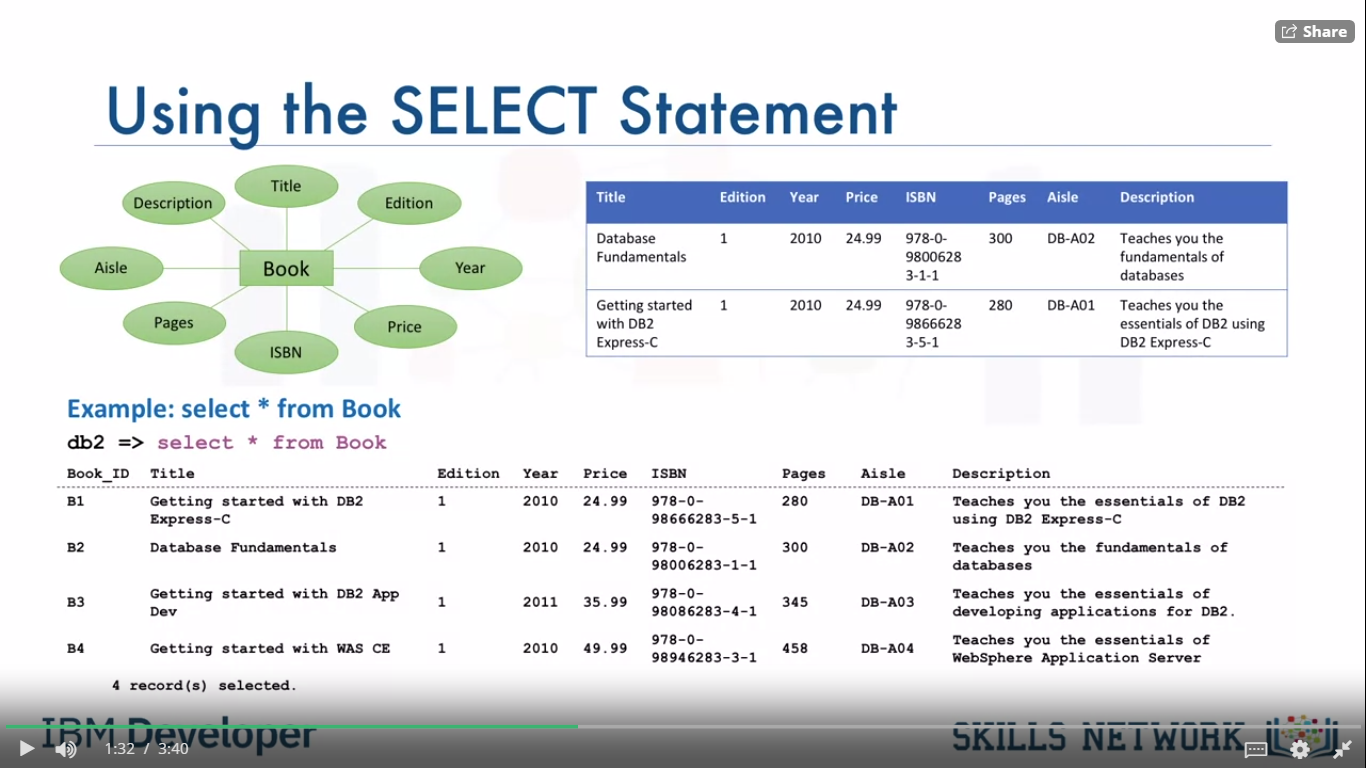 Share
Using the SELECT Statement
Title
Description
Edition
Aisle
Book
Year
Pages
Price
ISBN
Title Edition Year Price ISBN Pages Aisle Description
Database 1 2010 24.99 978-0- 300 DB-A02 Teaches you the
Fundamentals 9800628 fundamentals of
3-1-1 databases
Getting started 1 2010 24.99 978-0- 280 DB-A01 Teaches you the
with DB2 9866628 essentials of DB2 using
Express-C 3-5-1 DB2 Express-C
Example: select * from Book
db2 => select * from Book
Book_ID Title Edition Year Price ISBN Pages Aisle Description
B1 Getting started with DB2 1 2010 24.99 978-0- 280 DB-A01 Teaches you the essentials of DB2
Express-C 98666283-5-1 using DB2 Express-C
B2 Database Fundamentals 1 2010 24.99 978-0- 300 DB-A02 Teaches you the fundamentals of
98006283-1-1 databases
Getting started with DB2 App 978-0- Teaches you the essentials of
B3 Dev 1 2011 35.99 98086283-4-1 345 DB-A03 developing applications for DB2.
978-0- Teaches you the essentials of
B4 Getting started with WAS CE 1 2010 49.99 98946283-3-1 458 DB-A04 WebSphere Application Server
4 record(s) selected.
IBM Developer
SKILLS NETWORK
1:32 / 3:40